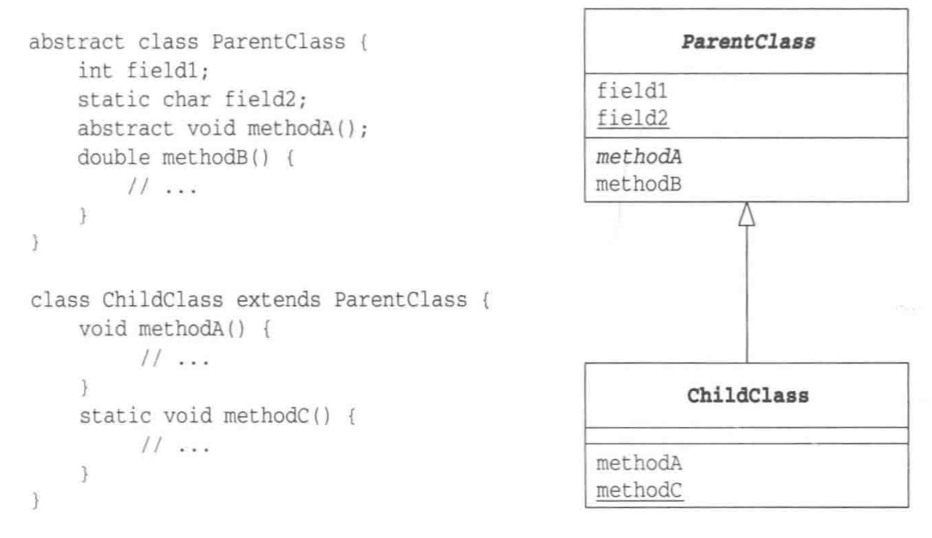 abstract class ParentClass {
int field1;
static char field2;
abstract void methodA();
double methodB() {
// ...
}
}
class ChildClass extends ParentClass {
void methodA() {
// ...
}
static void methodC() {
// ...
}
}
ParentClass
field1
field2
methodA
methodB
ChildClass
methodA
methodC